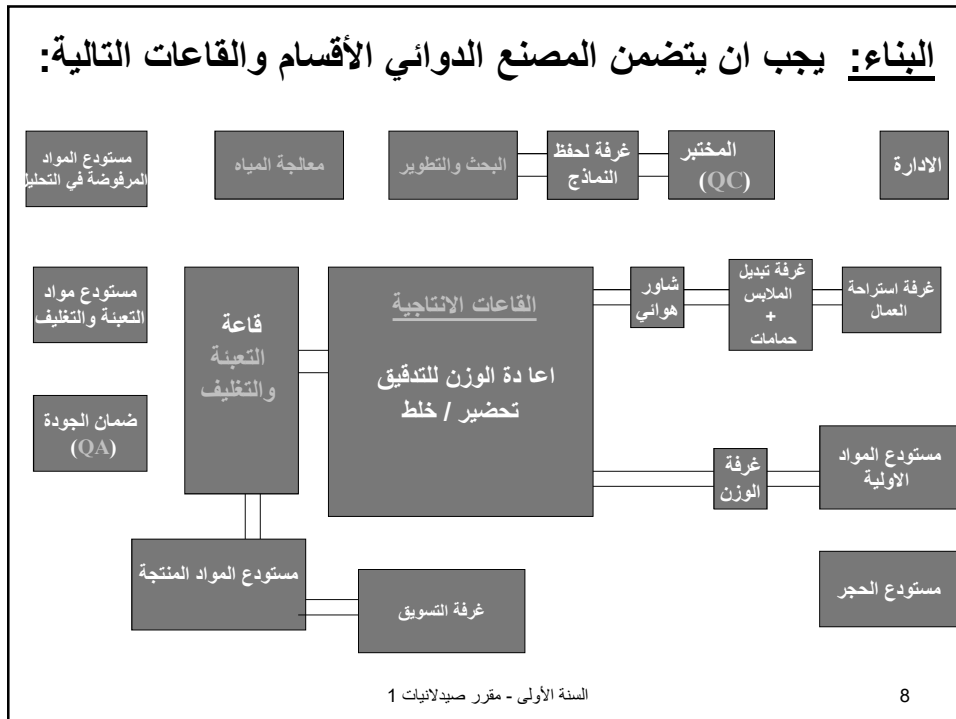 البناء: يجب ان يتضمن المصنع الدوائي الأقسام والقاعات التالية:
الادارة
المختبر
(QC)
غرفة لحفظ
النماذج
البحث والتطوير
معالجة المياه
مستودع المواد
المرفوضة في التحليل
غرفة استراحة
العمال
غرفة تبديل
الملابس
+
حمامات
شاور
هوائي
القاعات الانتاجية
اعا دة الوزن للتدقيق
تحضير / خلط
قاعة
التعبئة
والتغليف
مستودع مواد
التعبئة والتغليف
ضمان الجودة
(QA)
مستودع المواد
الاولية
غرفة
الوزن
مستودع الحجر
مستودع المواد المنتجة
غرفة التسويق
السنة الأولى - مقرر صيدلانيات 1
8